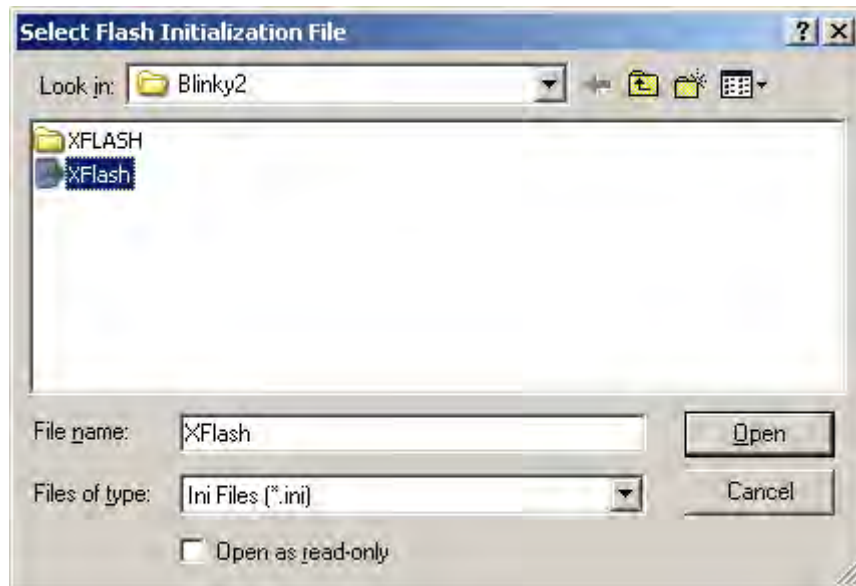 Select Flash Initialization File
Look in: Blinky2
XFLASH
XFlash
File name: XFlash Open
Files of type: Ini Files (*.ini) Cancel
Open as read-only